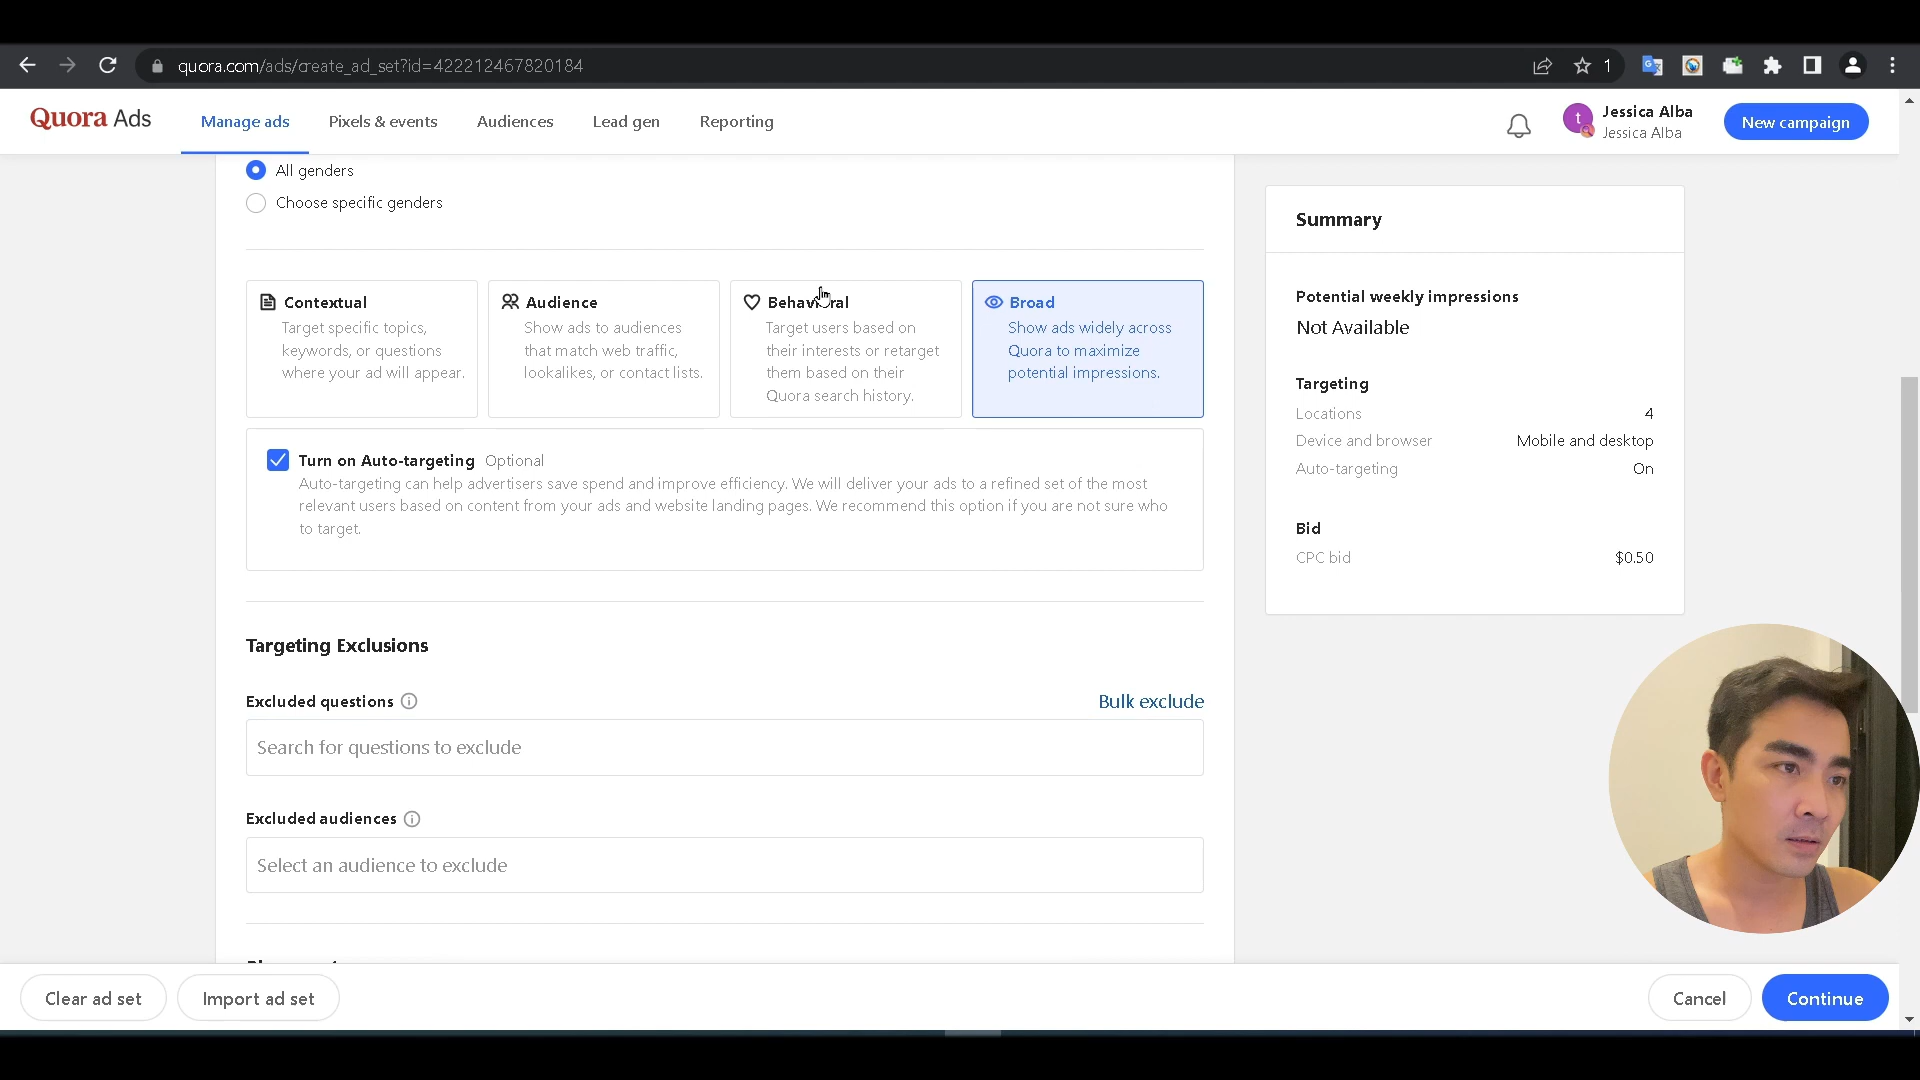 quora.com/ads/create_ad_set?id=422212467820184
1
Quora Ads
Manage ads
Pixels & events
Audiences
Lead gen
Reporting
t
Jessica Alba
Jessica Alba
New campaign
All genders
Choose specific genders
Contextual
Target specific topics,
keywords, or questions
where your ad will appear.
Audience
Show ads to audiences
that match web traffic,
lookalikes, or contact lists.
Behavioral
Target users based on
their interests or retarget
them based on their
Quora search history.
Broad
Show ads widely across
Quora to maximize
potential impressions.
Turn on Auto-targeting Optional
Auto-targeting can help advertisers save spend and improve efficiency. We will deliver your ads to a refined set of the most
relevant users based on content from your ads and website landing pages. We recommend this option if you are not sure who
to target.
Targeting Exclusions
Excluded questions
Bulk exclude
Search for questions to exclude
Excluded audiences
Select an audience to exclude
Summary
Potential weekly impressions
Not Available
Targeting
Locations 4
Device and browser Mobile and desktop
Auto-targeting On
Bid
CPC bid $0.50
Clear ad set
Import ad set
Cancel
Continue